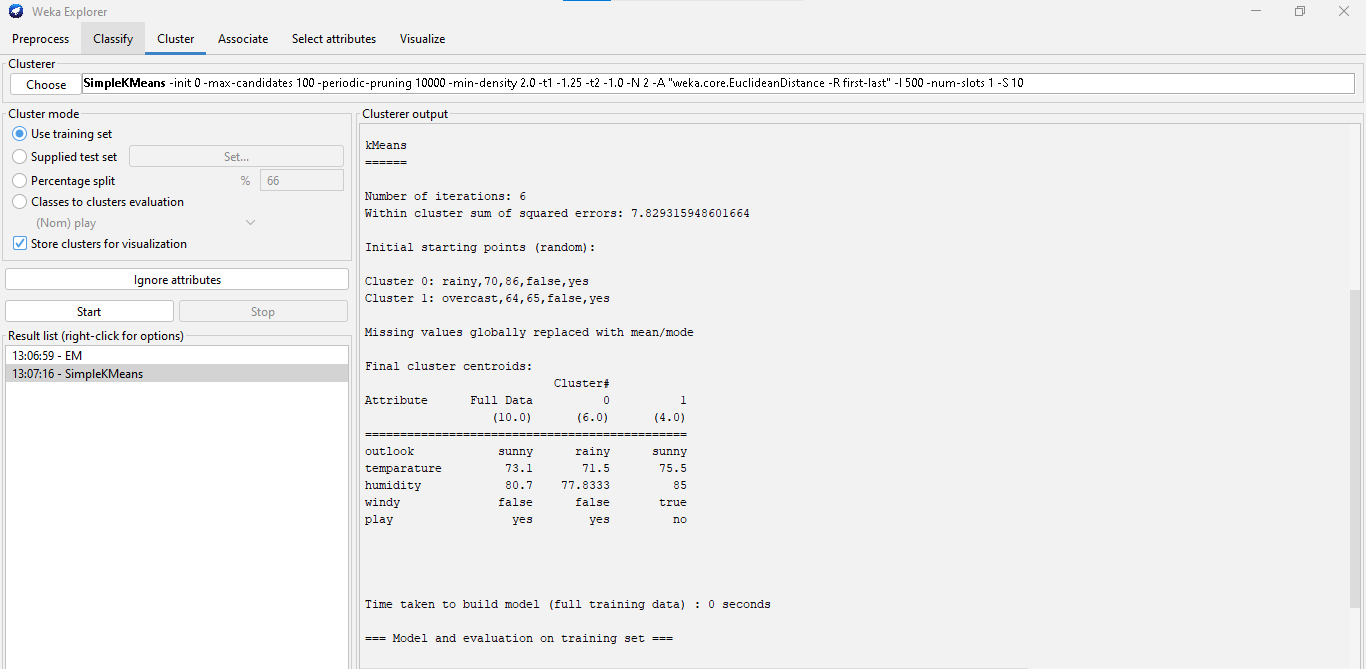 Weka Explorer
Preprocess Classify Cluster Associate Select attributes Visualize
Clusterer
Choose SimpleKMeans -init 0 -max-candidates 100 -periodic-pruning 10000 -min-density 2.0 -t1 -1.25 -t2 -1.0 -N 2 -A "weka.core.EuclideanDistance -R first-last" -I 500 -num-slots 1 -S 10
Cluster mode
Use training set
Supplied test set Set...
Percentage split % 66
Classes to clusters evaluation
(Nom) play
Store clusters for visualization
Ignore attributes
Start Stop
Result list (right-click for options)
13:06:59 - EM
13:07:16 - SimpleKMeans
Clusterer output
kMeans
======
Number of iterations: 6
Within cluster sum of squared errors: 7.829315948601664
Initial starting points (random):
Cluster 0: rainy,70,86,false,yes
Cluster 1: overcast,64,65,false,yes
Missing values globally replaced with mean/mode
Final cluster centroids:
Cluster#
Attribute Full Data 0 1
(10.0) (6.0) (4.0)
==============================================
outlook sunny rainy sunny
temparature 73.1 71.5 75.5
humidity 80.7 77.8333 85
windy false false true
play yes yes no
Time taken to build model (full training data) : 0 seconds
=== Model and evaluation on training set ===